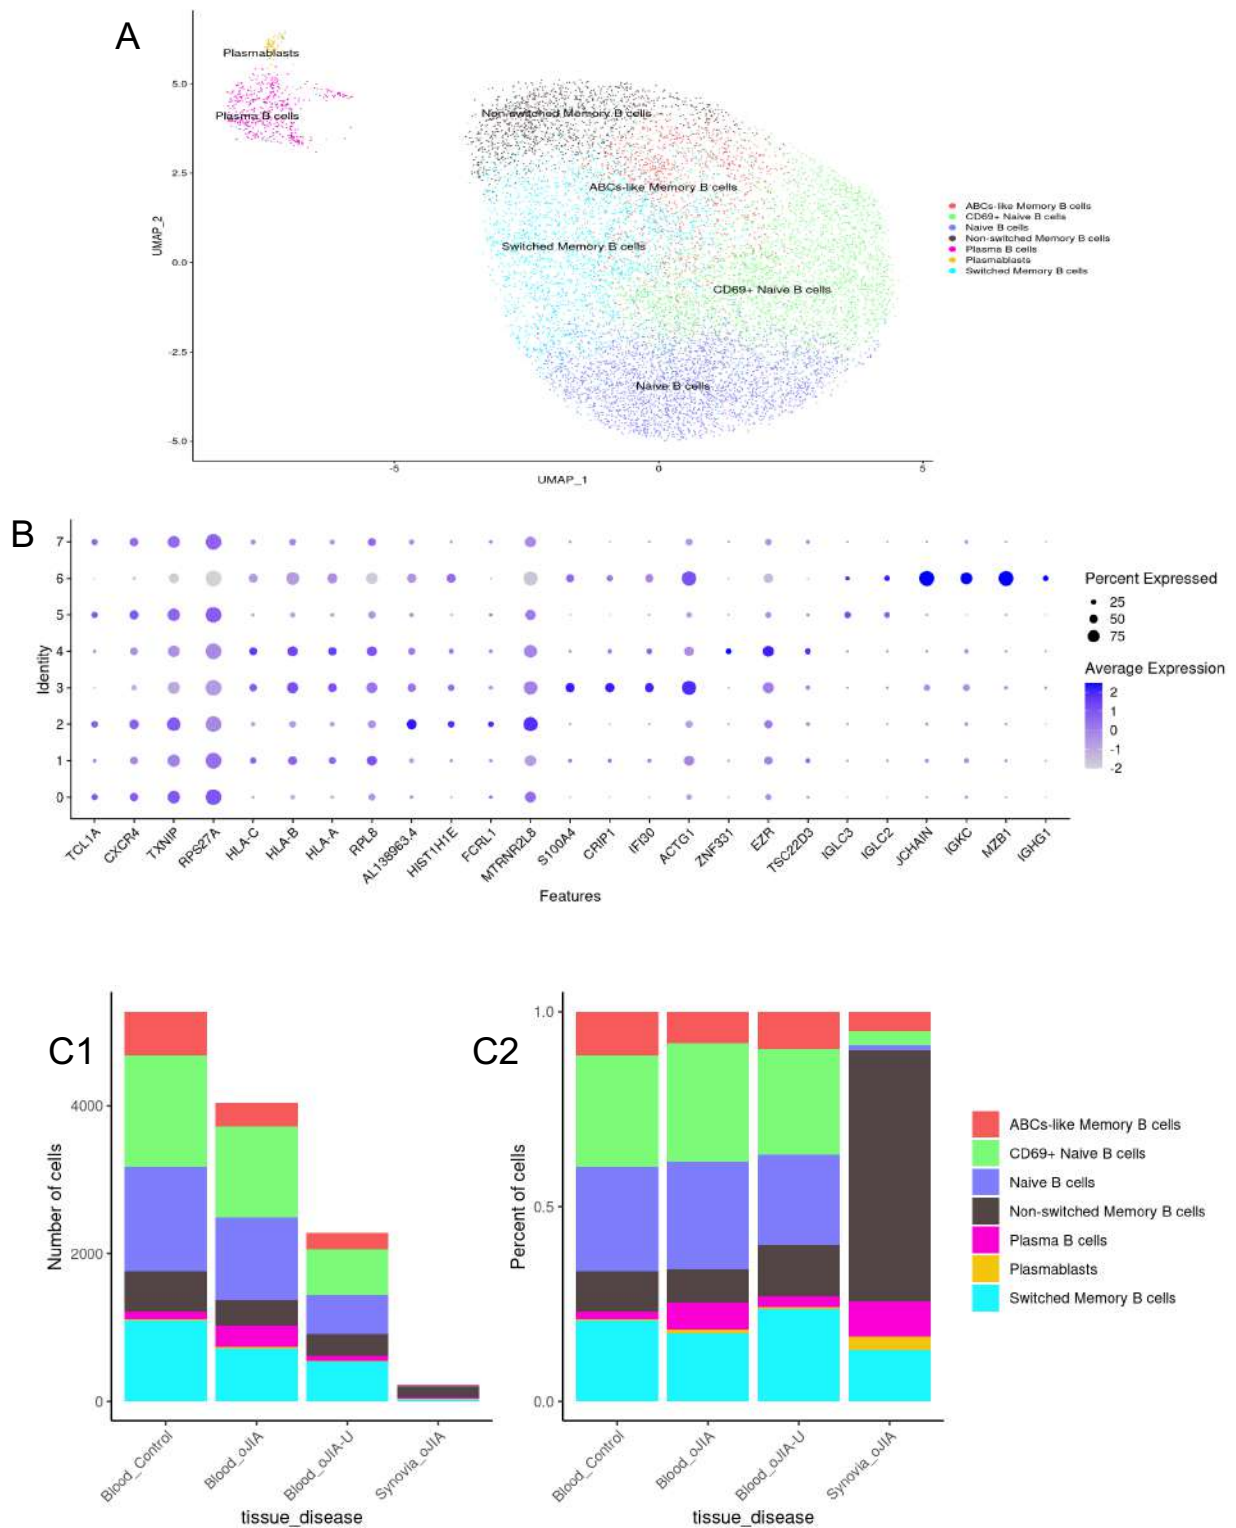 A
Plasmablasts
Plasma B cells
Non-switched Memory B cells
ABCs-like Memory B cells
Switched Memory B cells
CD69+ Naive B cells
Naive B cells
5.0
2.5
0.0
-2.5
-5.0
UMAP_2
-5
0
5
UMAP_1
ABCs-like Memory B cells
CD69+ Naive B cells
Naive B cells
Non-switched Memory B cells
Plasma B cells
Plasmablasts
Switched Memory B cells
B
7
6
5
4
3
2
1
0
Identity
TCL1A
CXCR4
TXNIP
RPS27A
HLA-C
HLA-B
HLA-A
RPL8
AL138963.4
HIST1H1E
FCRL1
MTRNR2L8
S100A4
CRIP1
IFI30
ACTG1
ZNF331
EZR
TSC22D3
IGLC3
IGLC2
JCHAIN
IGKC
MZB1
IGHG1
Features
Percent Expressed
25
50
75
Average Expression
2
1
0
-1
-2
C1
4000
2000
0
Number of cells
Blood_Control
Blood_oJIA
Blood_oJIA-U
Synovia_oJIA
tissue_disease
C2
1.0
0.5
0.0
Percent of cells
Blood_Control
Blood_oJIA
Blood_oJIA-U
Synovia_oJIA
tissue_disease
ABCs-like Memory B cells
CD69+ Naive B cells
Naive B cells
Non-switched Memory B cells
Plasma B cells
Plasmablasts
Switched Memory B cells